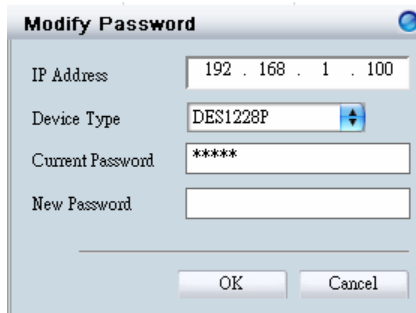 Modify Password
IP Address 192 . 168 . 1 . 100
Device Type DES1228P
Current Password *****
New Password
OK Cancel